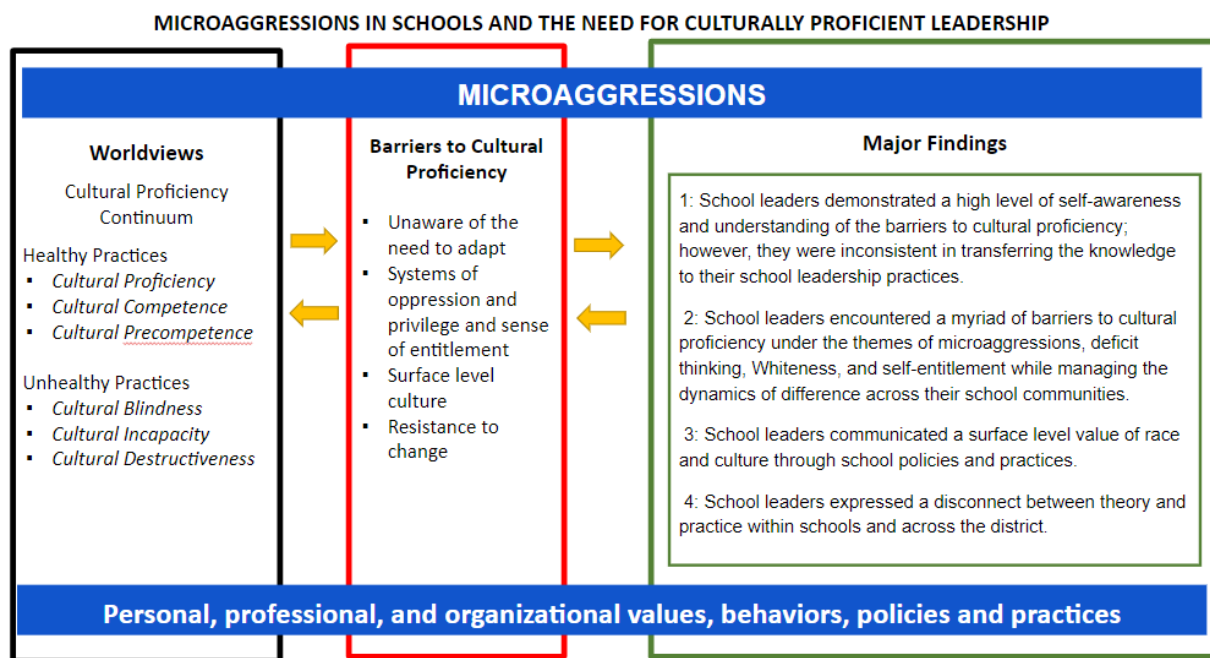 MICROAGGRESSIONS IN SCHOOLS AND THE NEED FOR CULTURALLY PROFICIENT LEADERSHIP
MICROAGGRESSIONS
Worldviews
Cultural Proficiency
Continuum
Healthy Practices
▪ Cultural Proficiency
▪ Cultural Competence
▪ Cultural Precompetence
Unhealthy Practices
▪ Cultural Blindness
▪ Cultural Incapacity
▪ Cultural Destructiveness
Barriers to Cultural
Proficiency
▪ Unaware of the
need to adapt
▪ Systems of
oppression and
privilege and sense
of entitlement
▪ Surface level
culture
▪ Resistance to
change
Major Findings
1: School leaders demonstrated a high level of self-awareness
and understanding of the barriers to cultural proficiency;
however, they were inconsistent in transferring the knowledge
to their school leadership practices.
2: School leaders encountered a myriad of barriers to cultural
proficiency under the themes of microaggressions, deficit
thinking, Whiteness, and self-entitlement while managing the
dynamics of difference across their school communities.
3: School leaders communicated a surface level value of race
and culture through school policies and practices.
4: School leaders expressed a disconnect between theory and
practice within schools and across the district.
Personal, professional, and organizational values, behaviors, policies and practices